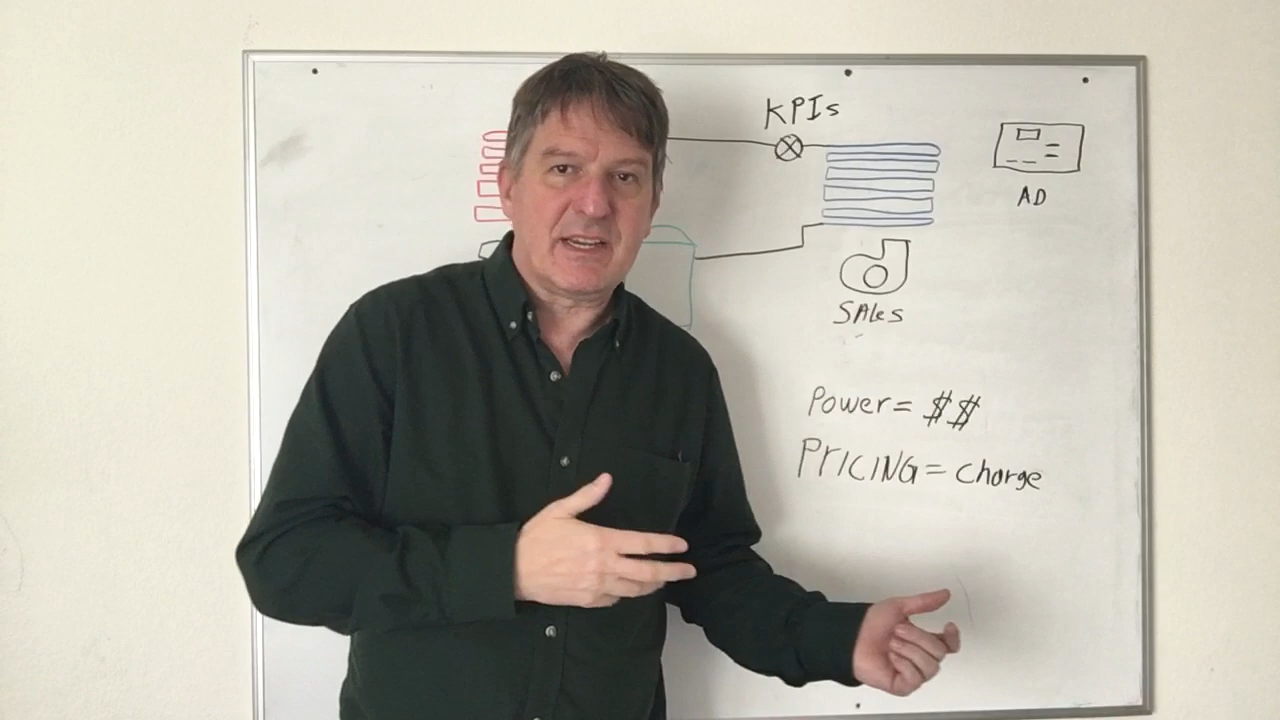 KPIs
AD
SALes
Power = $$
PrICING = Charge